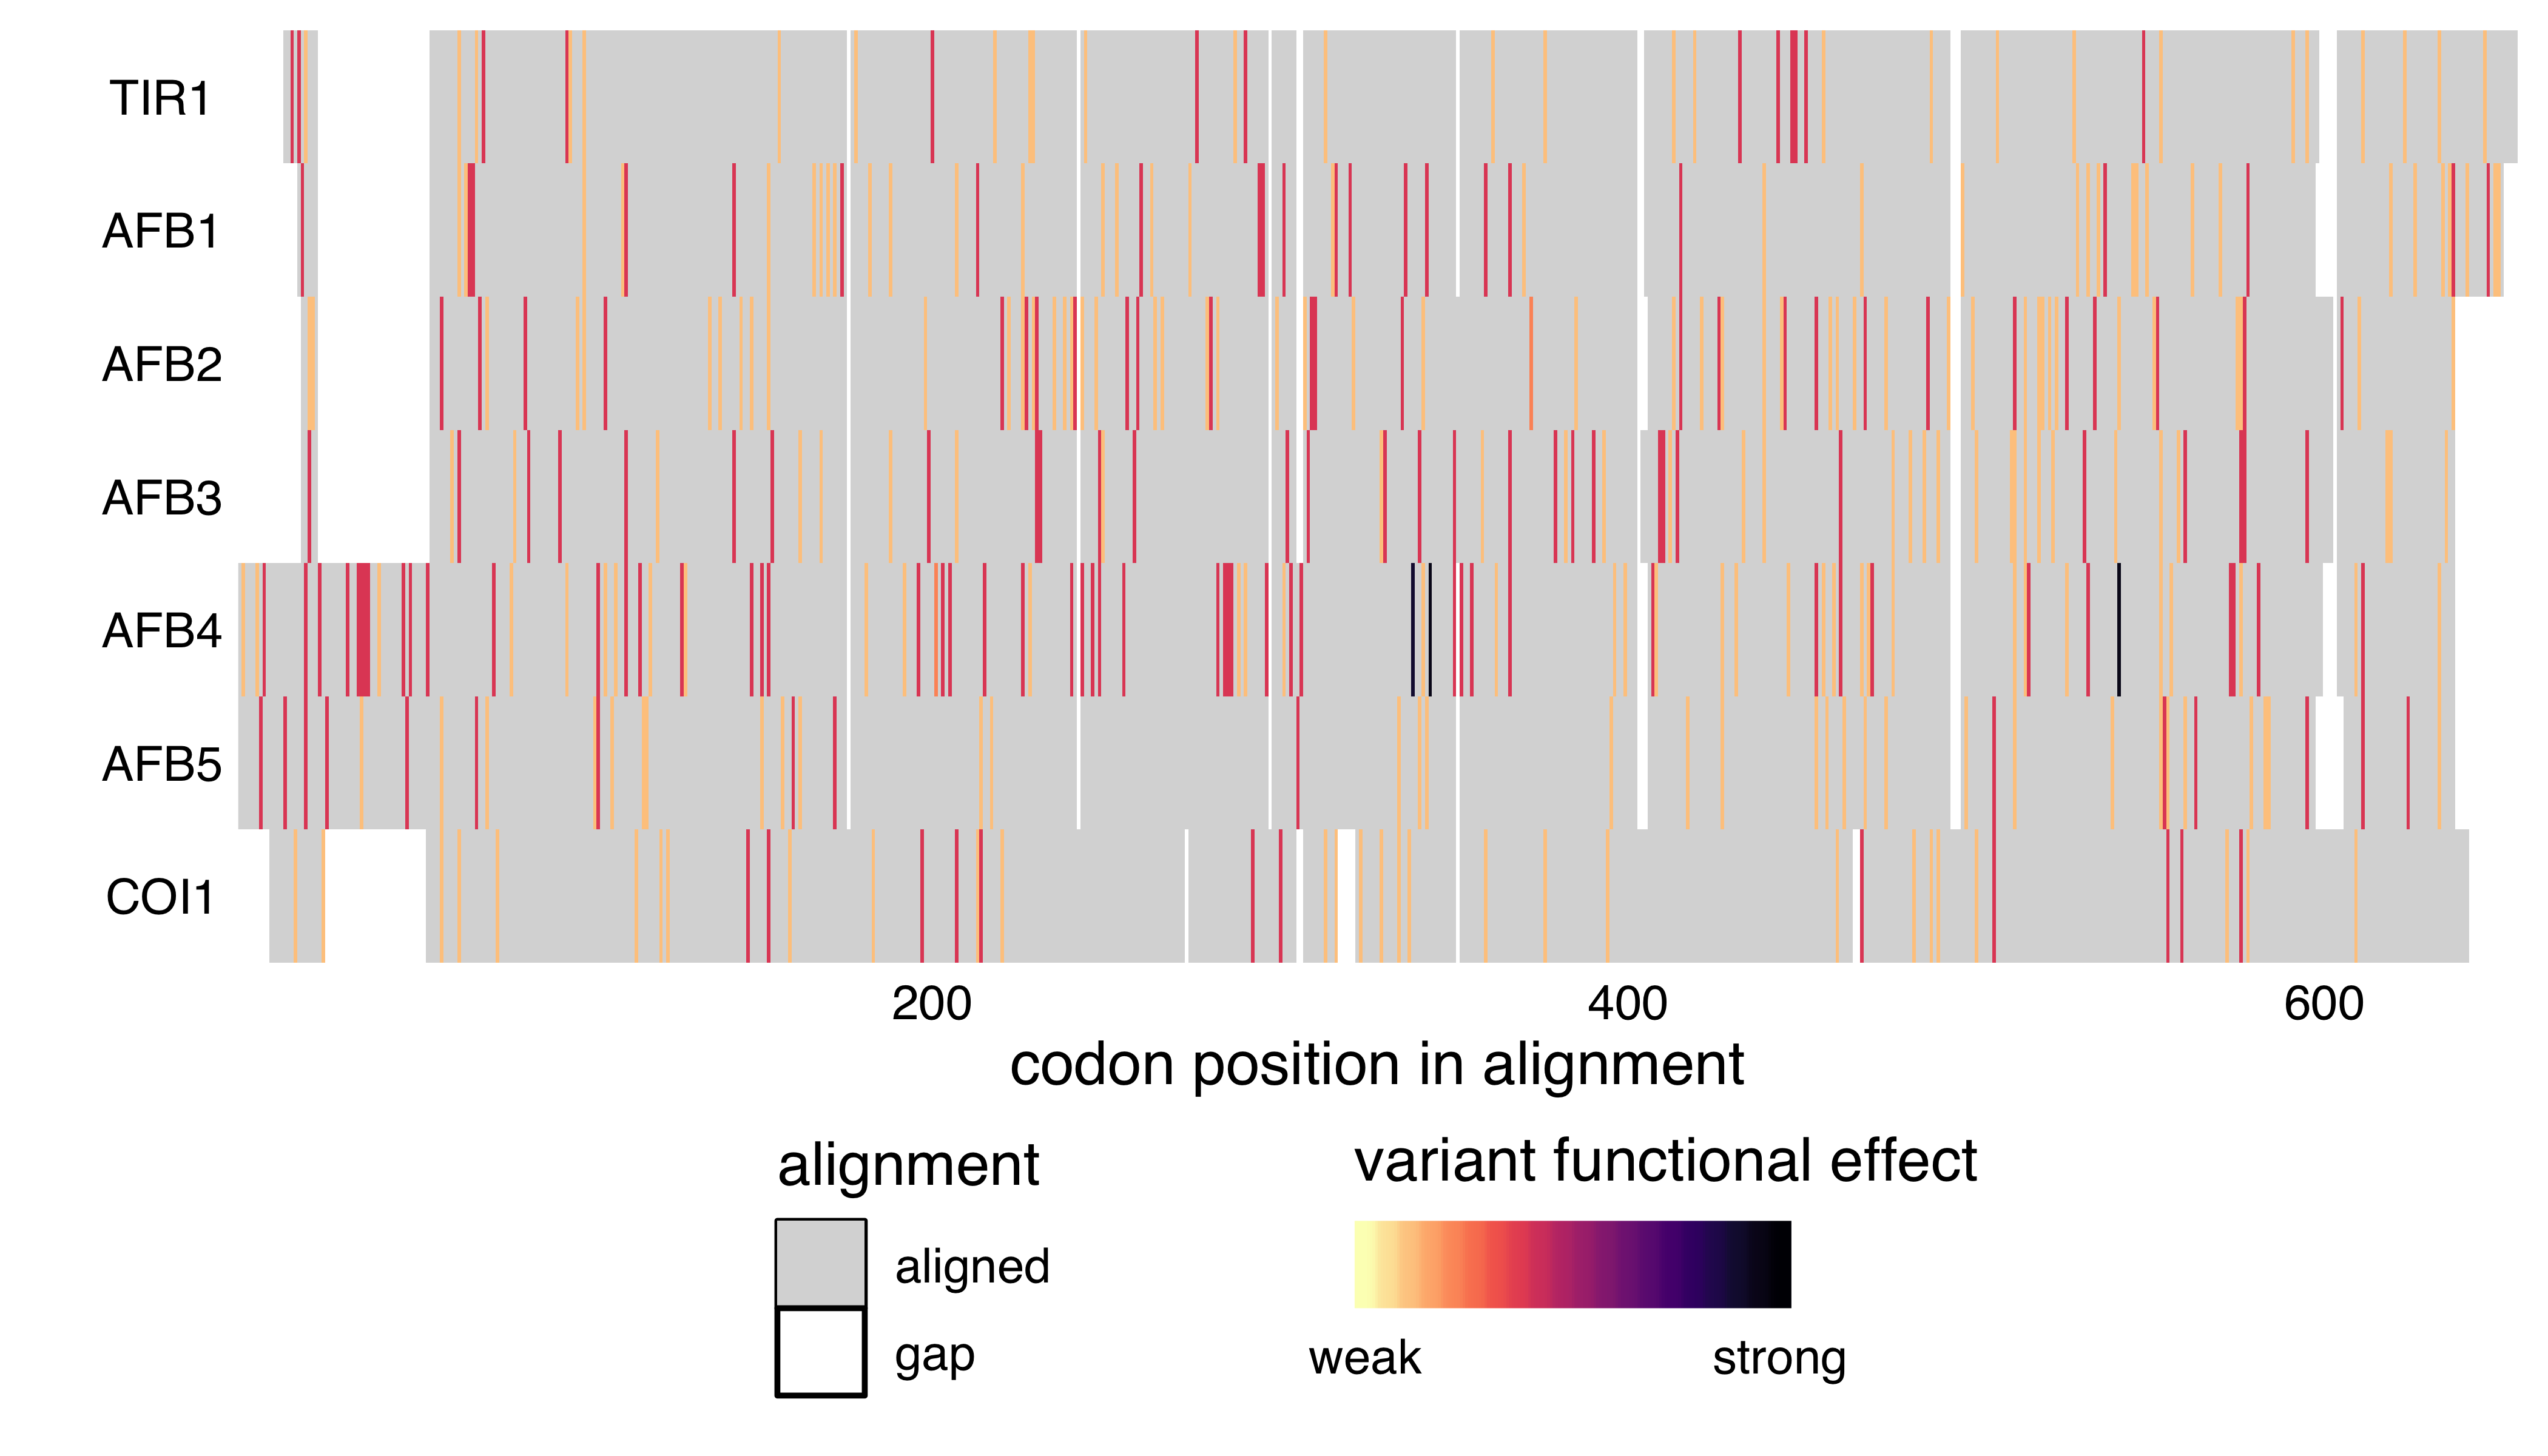 TIR1
AFB1
AFB2
AFB3
AFB4
AFB5
COI1
200 400 600
codon position in alignment
alignment
aligned
gap
variant functional effect
weak strong